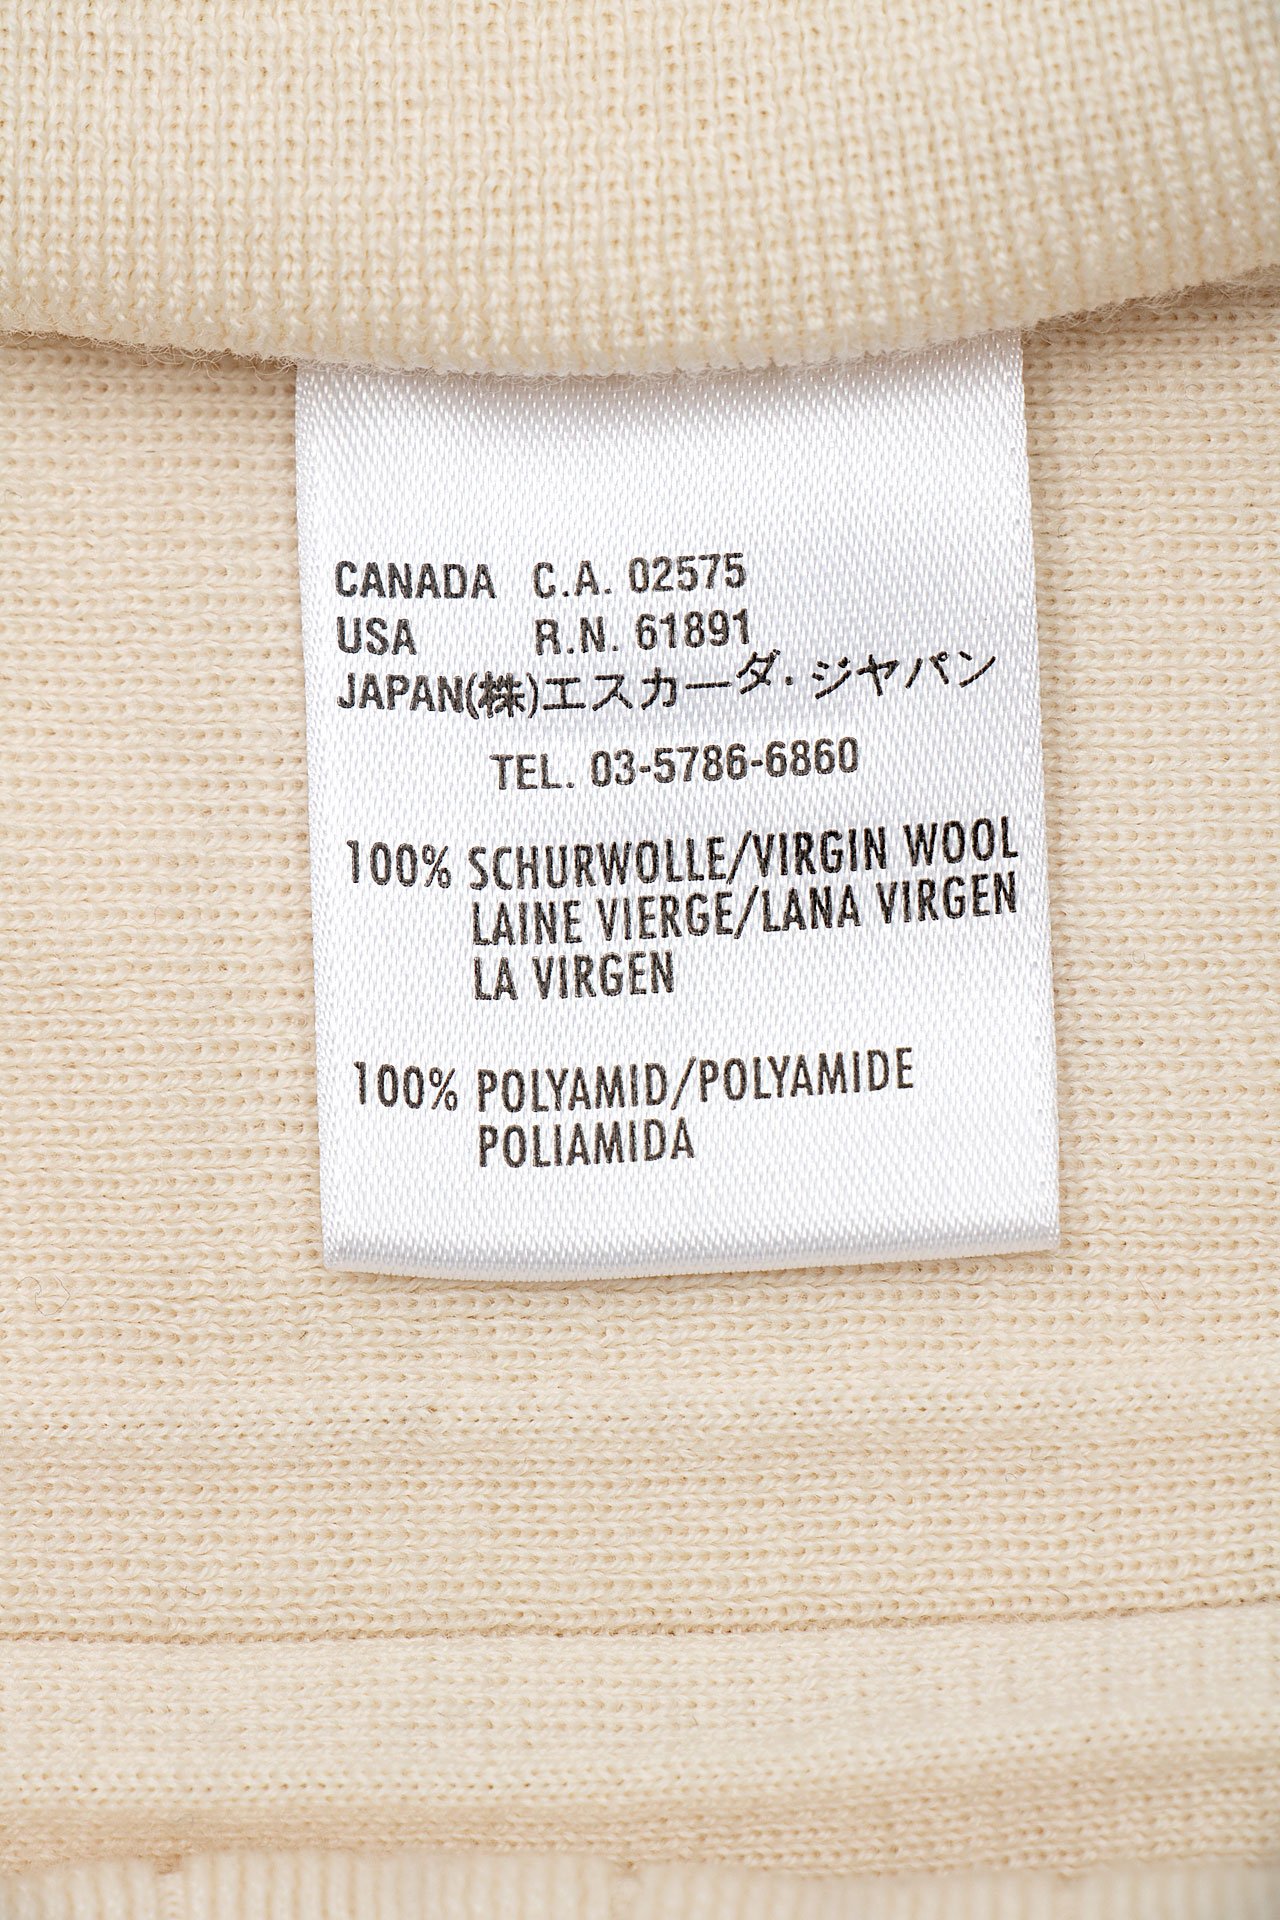 CANADA C.A. 02575
USA R.N. 61891
JAPAN(株)エスカーダ・ジャパン
TEL. 03-5786-6860
100% SCHURWOLLE/VIRGIN WOOL
LAINE VIERGE/LANA VIRGEN
LA VIRGEN
100% POLYAMID/POLYAMIDE
POLIAMIDA